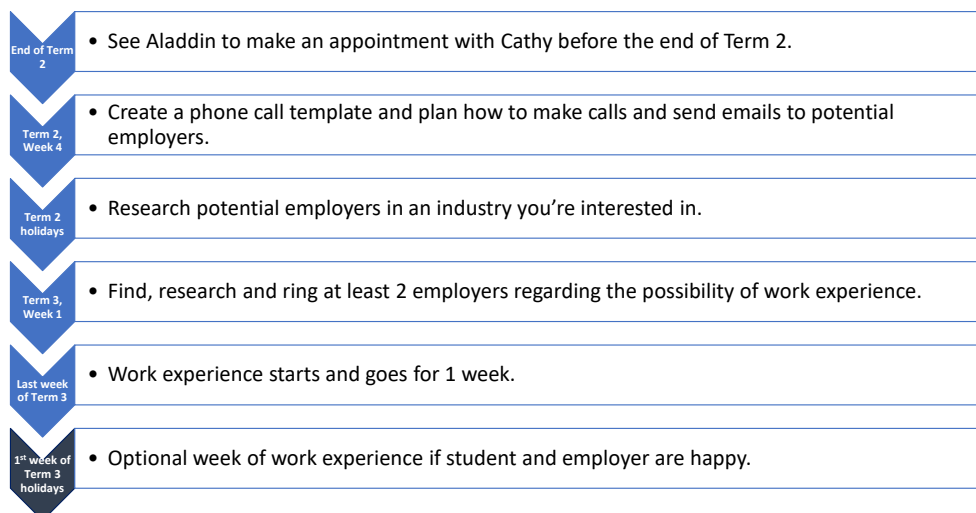 End of Term
2
• See Aladdin to make an appointment with Cathy before the end of Term 2.
Term 2,
Week 4
• Create a phone call template and plan how to make calls and send emails to potential
employers.
Term 2
holidays
• Research potential employers in an industry you’re interested in.
Term 3,
Week 1
• Find, research and ring at least 2 employers regarding the possibility of work experience.
Last week
of Term 3
• Work experience starts and goes for 1 week.
1st week of
Term 3
holidays
• Optional week of work experience if student and employer are happy.